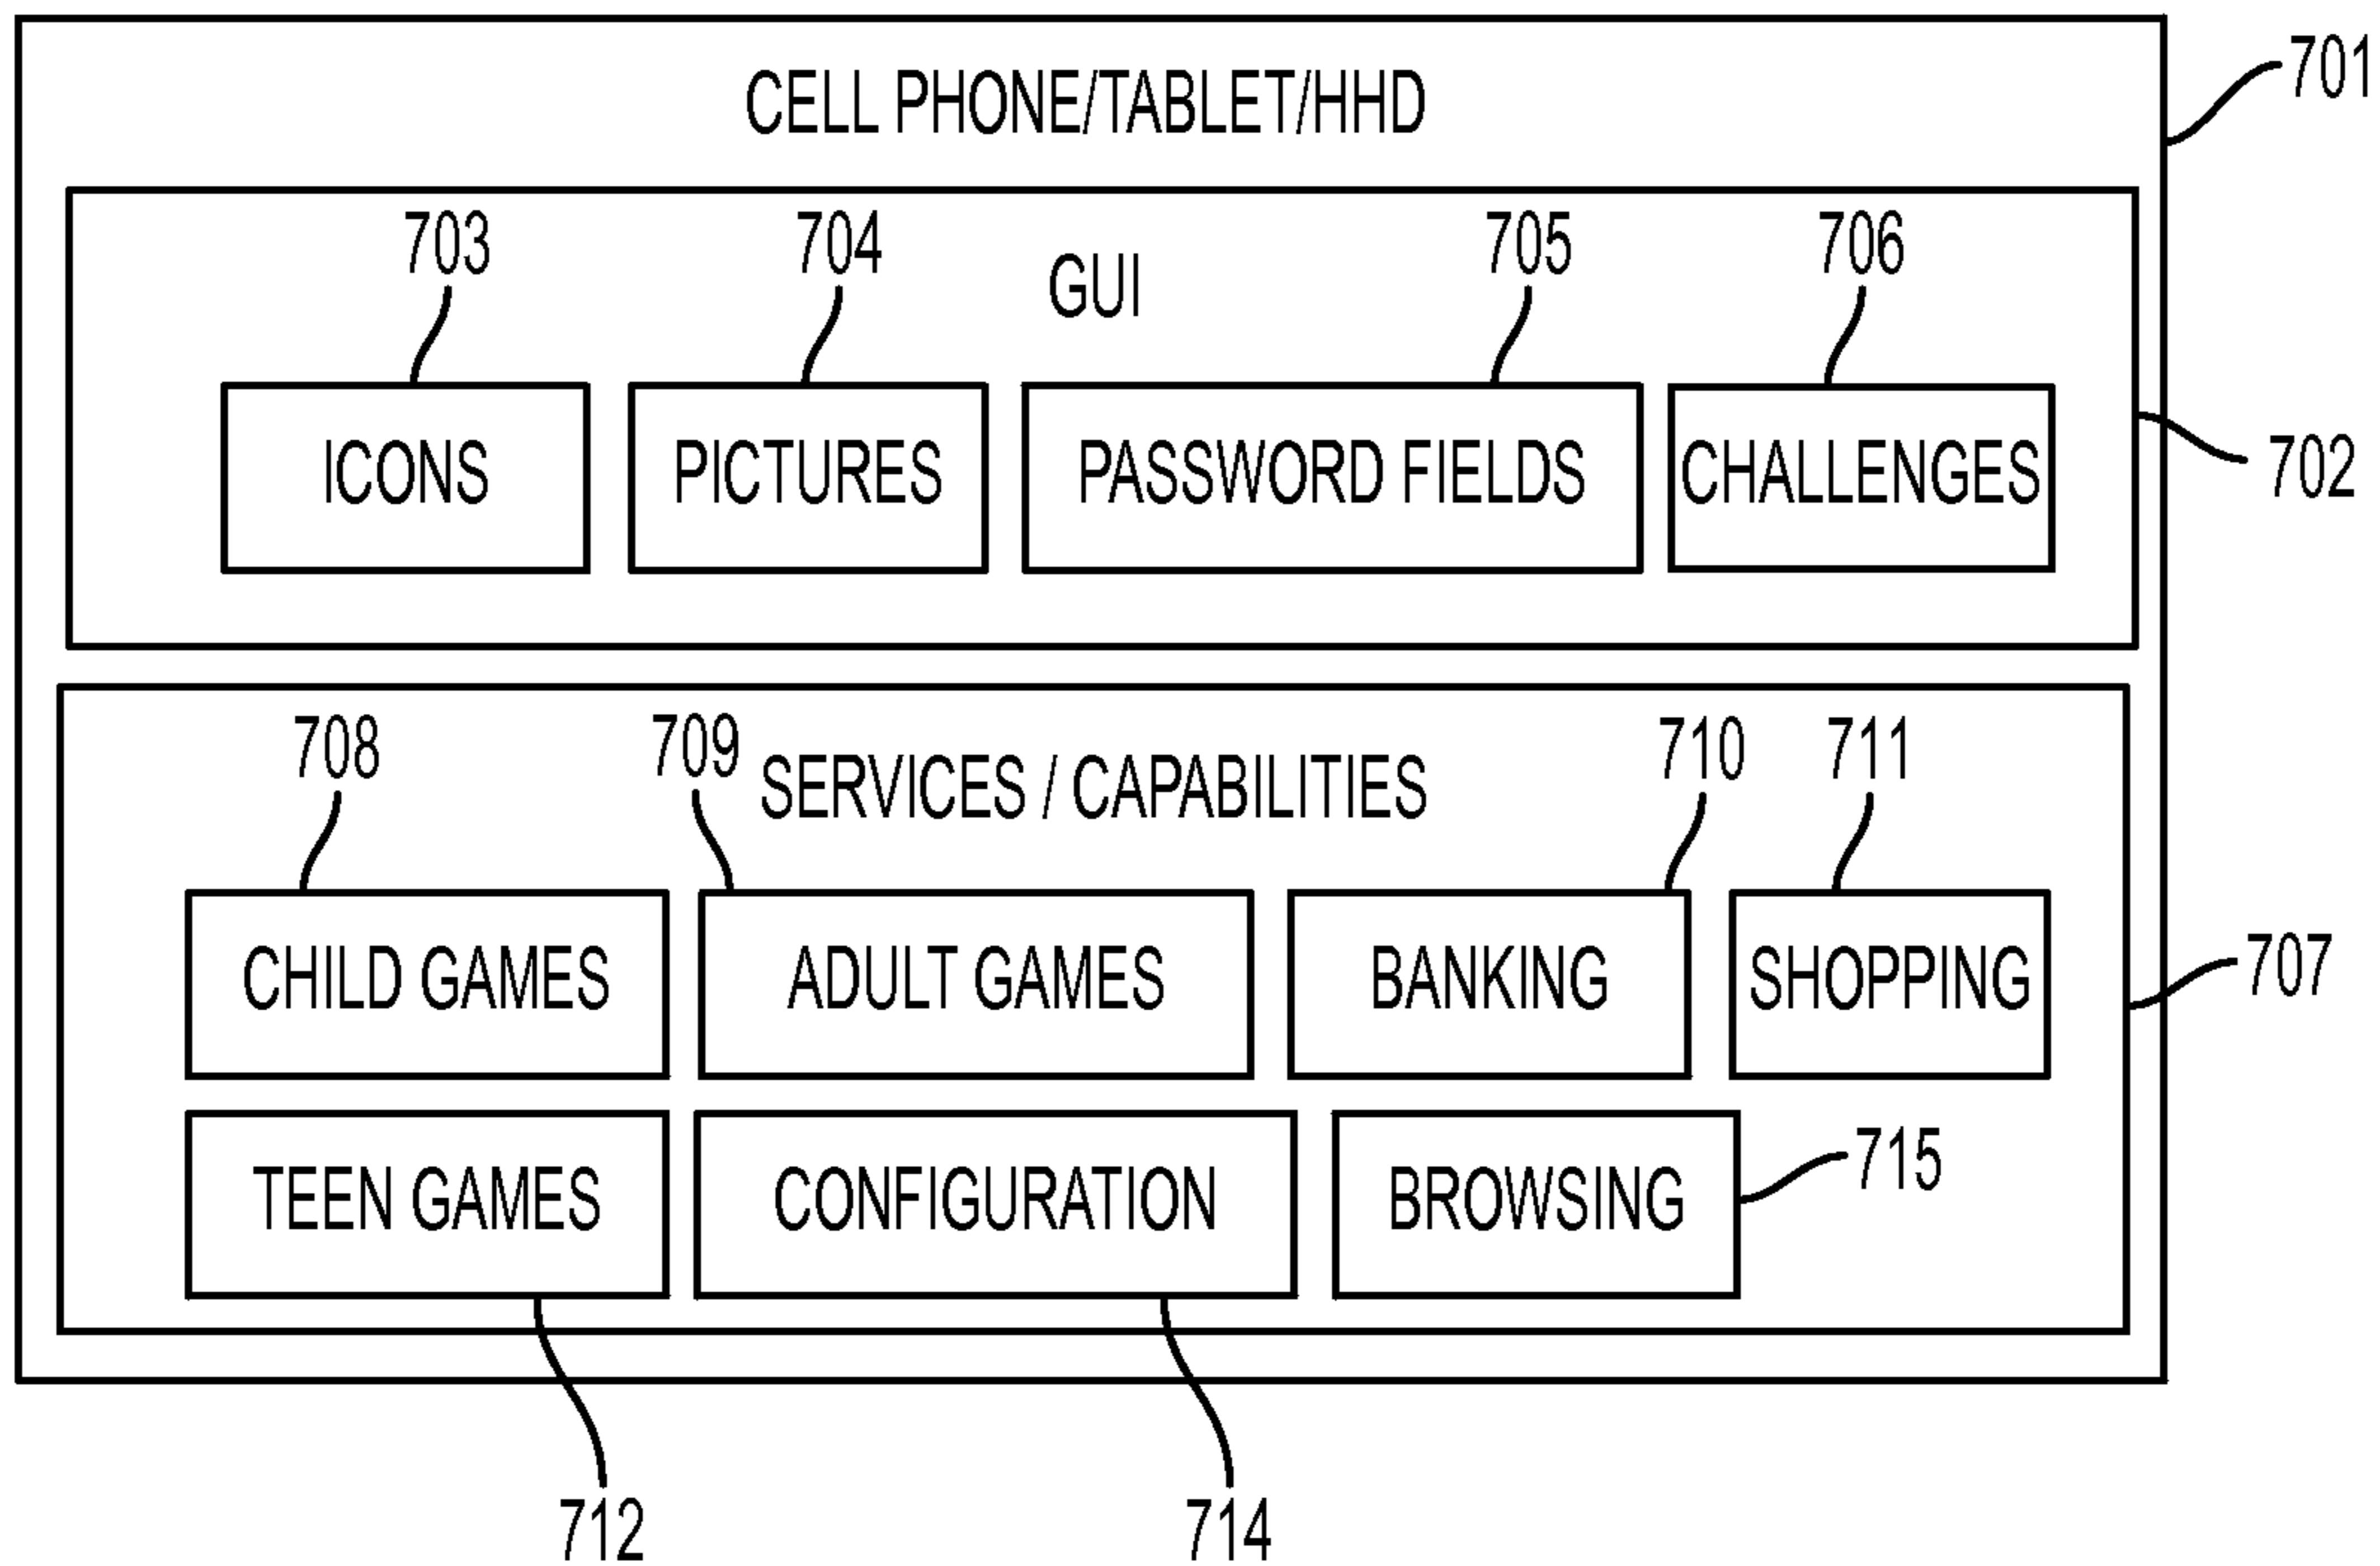 CELL PHONE/TABLET/HHD
701
703
704
GUI
705
706
ICONS
PICTURES
PASSWORD FIELDS
CHALLENGES
702
708
709
SERVICES / CAPABILITIES
710
711
CHILD GAMES
ADULT GAMES
BANKING
SHOPPING
707
TEEN GAMES
CONFIGURATION
BROWSING
715
712
714